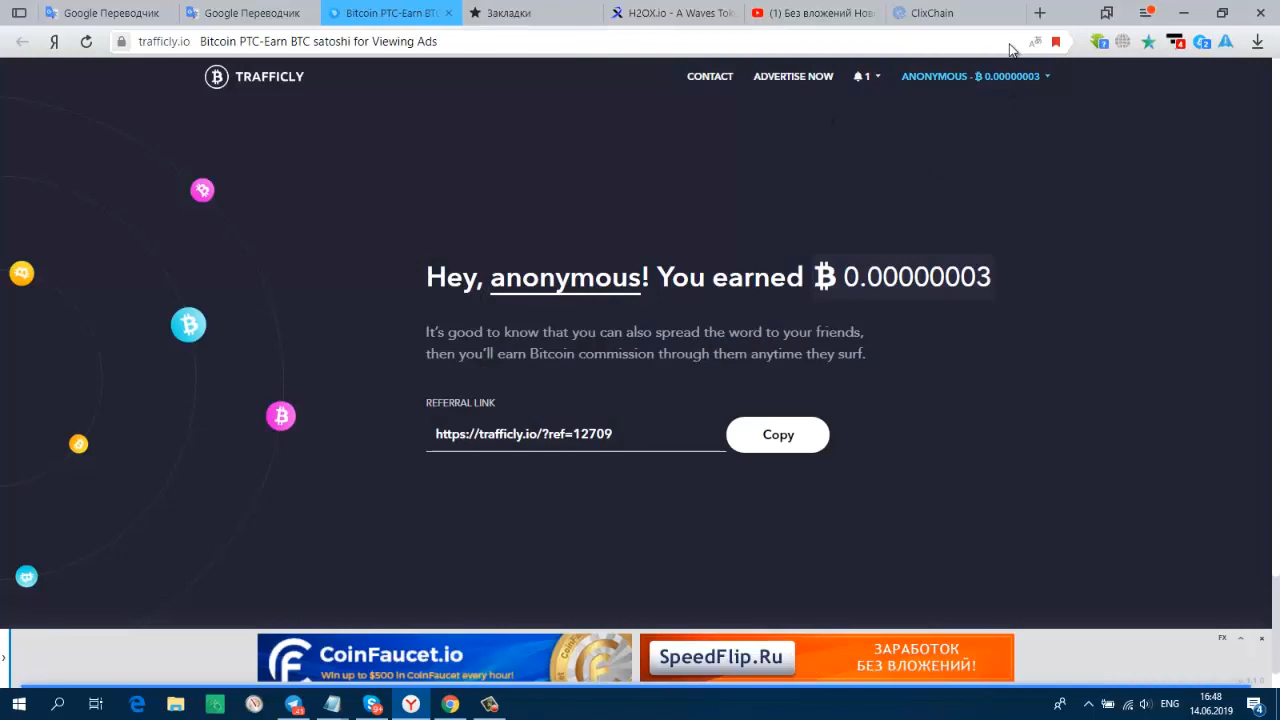 Google Переводчик
Google Переводчик
Bitcoin PTC-Earn BTC
Закладки
H2OX.io - A Waves Tok
(1) Без вложений Нов
ClixChain
Я
trafficly.io Bitcoin PTC-Earn BTC satoshi for Viewing Ads
7
4
2
TRAFFICLY
CONTACT
ADVERTISE NOW
1
ANONYMOUS - ₿ 0.00000003
Hey, anonymous! You earned ₿ 0.00000003
It's good to know that you can also spread the word to your friends,
then you'll earn Bitcoin commission through them anytime they surf.
REFERRAL LINK
https://trafficly.io/?ref=12709
Copy
CoinFaucet.io
Win up to $500 in CoinFaucet every hour!
SpeedFlip.Ru
ЗАРАБОТОК
БЕЗ ВЛОЖЕНИЙ!
FX
ENG
16:48
14.06.2019